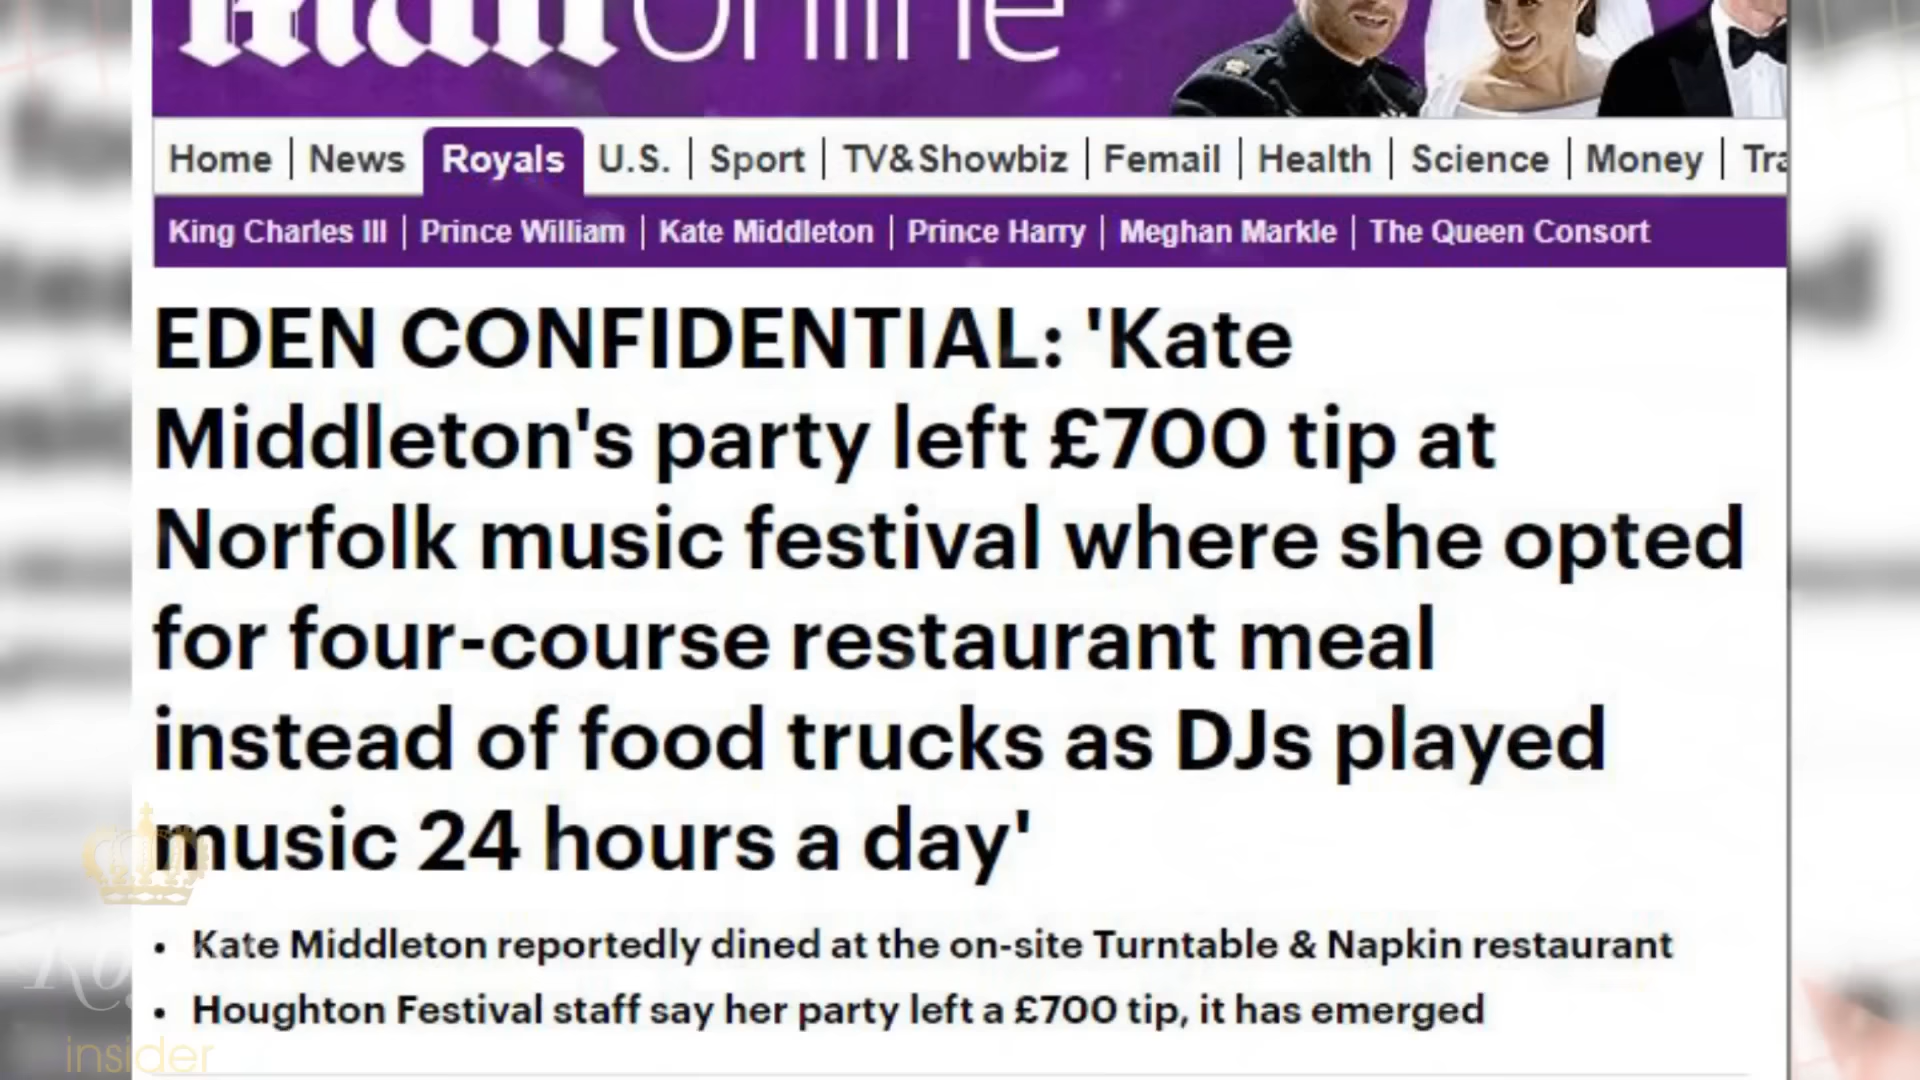 Mail Online
Home | News | Royals | U.S. | Sport | TV&Showbiz | Femail | Health | Science | Money |
King Charles III | Prince William | Kate Middleton | Prince Harry | Meghan Markle | The Queen Consort
EDEN CONFIDENTIAL: 'Kate
Middleton's party left £700 tip at
Norfolk music festival where she opted
for four-course restaurant meal
instead of food trucks as DJs played
music 24 hours a day'
• Kate Middleton reportedly dined at the on-site Turntable & Napkin restaurant
• Houghton Festival staff say her party left a £700 tip, it has emerged
insider